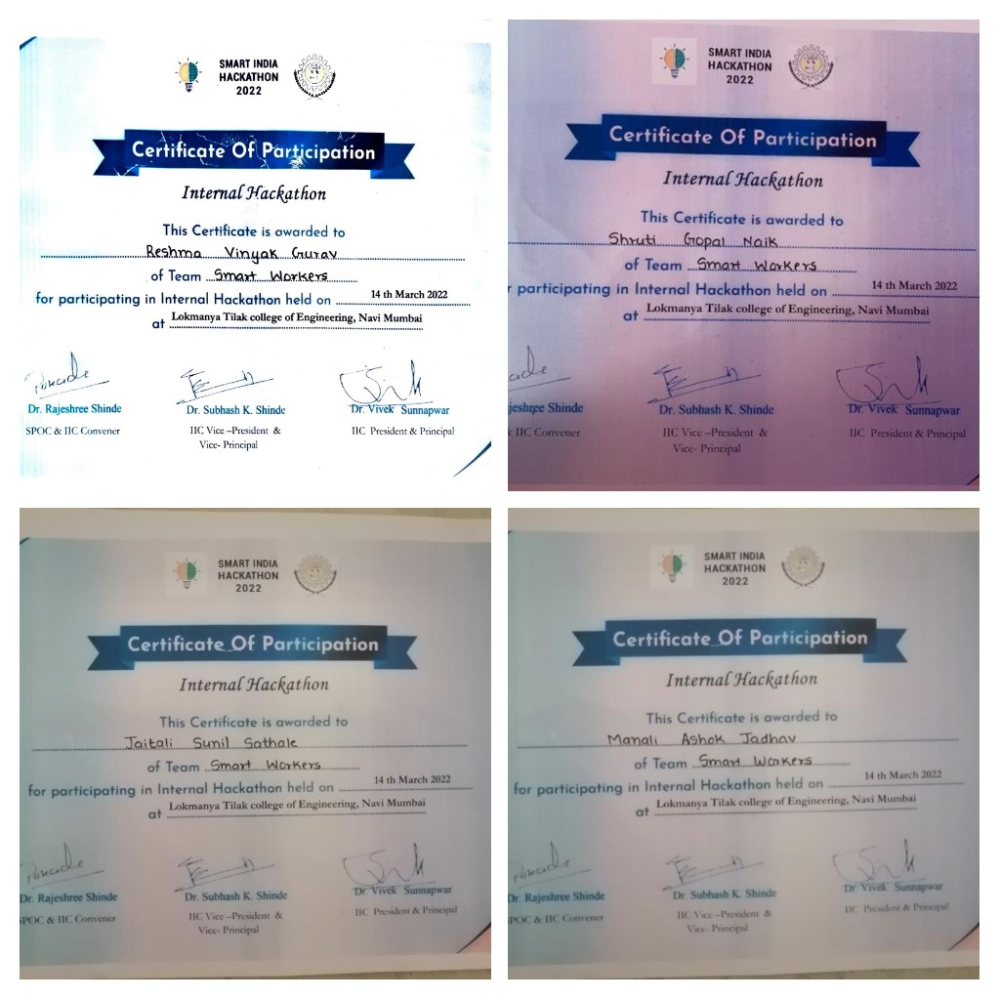 SMART INDIA
HACKATHON
2022
Certificate Of Participation
Internal Hackathon
This Certificate is awarded to
Reshma Vinyak Gurav
of Team Smart Workers
for participating in Internal Hackathon held on 14 th March 2022
at Lokmanya Tilak college of Engineering, Navi Mumbai
Dr. Rajeshree Shinde Dr. Subhash K. Shinde Dr. Vivek Sunnapwar
SPOC & IIC Convener IIC Vice –President & IIC President & Principal
Vice- Principal
SMART INDIA
HACKATHON
2022
Certificate Of Participation
Internal Hackathon
This Certificate is awarded to
Shruti Gopal Naik
of Team Smart Workers
r participating in Internal Hackathon held on 14 th March 2022
at Lokmanya Tilak college of Engineering, Navi Mumbai
jeshree Shinde Dr. Subhash K. Shinde Dr. Vivek Sunnapwar
IIC Convener IIC Vice –President & IIC President & Principal
Vice- Principal
SMART INDIA
HACKATHON
2022
Certificate Of Participation
Internal Hackathon
This Certificate is awarded to
Jaitali Sunil Sathale
of Team Smart Workers
for participating in Internal Hackathon held on 14 th March 2022
at Lokmanya Tilak college of Engineering, Navi Mumbai
Dr. Rajeshree Shinde Dr. Subhash K. Shinde Dr. Vivek Sunnapwar
SPOC & IIC Convener IIC Vice –President & IIC President & Principal
Vice- Principal
SMART INDIA
HACKATHON
2022
Certificate Of Participation
Internal Hackathon
This Certificate is awarded to
Manali Ashok Jadhav
of Team Smart Workers
for participating in Internal Hackathon held on 14 th March 2022
at Lokmanya Tilak college of Engineering, Navi Mumbai
Dr. Rajeshree Shinde Dr. Subhash K. Shinde Dr. Vivek Sunnapwar
SPOC & IIC Convener IIC Vice –President & IIC President & Principal
Vice- Principal